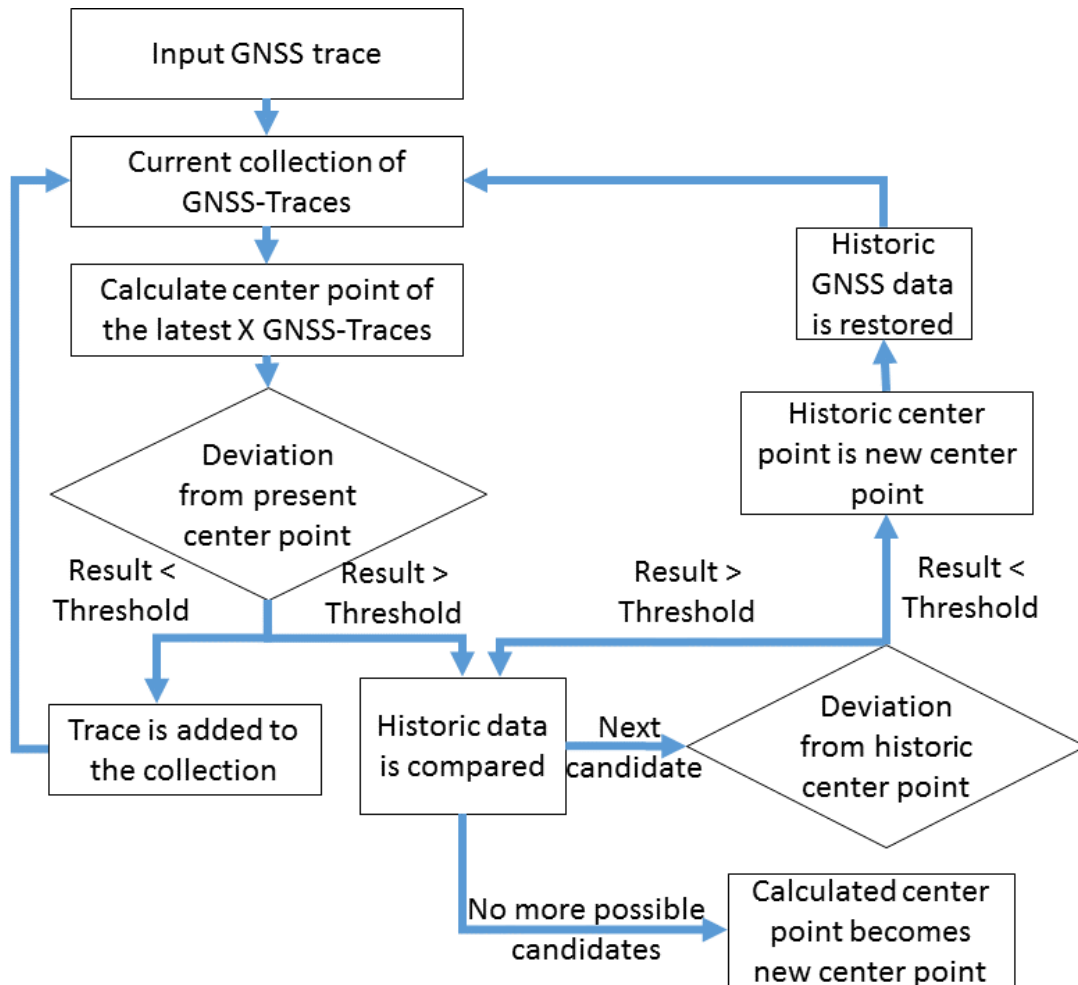 Input GNSS trace
Current collection of
GNSS-Traces
Calculate center point of
the latest X GNSS-Traces
Deviation
from present
center point
Result <
Threshold
Result >
Threshold
Trace is added to
the collection
Historic data
is compared
Next
candidate
No more possible
candidates
Historic
GNSS data
is restored
Historic center
point is new center
point
Result >
Threshold
Result <
Threshold
Deviation
from historic
center point
Calculated center
point becomes
new center point